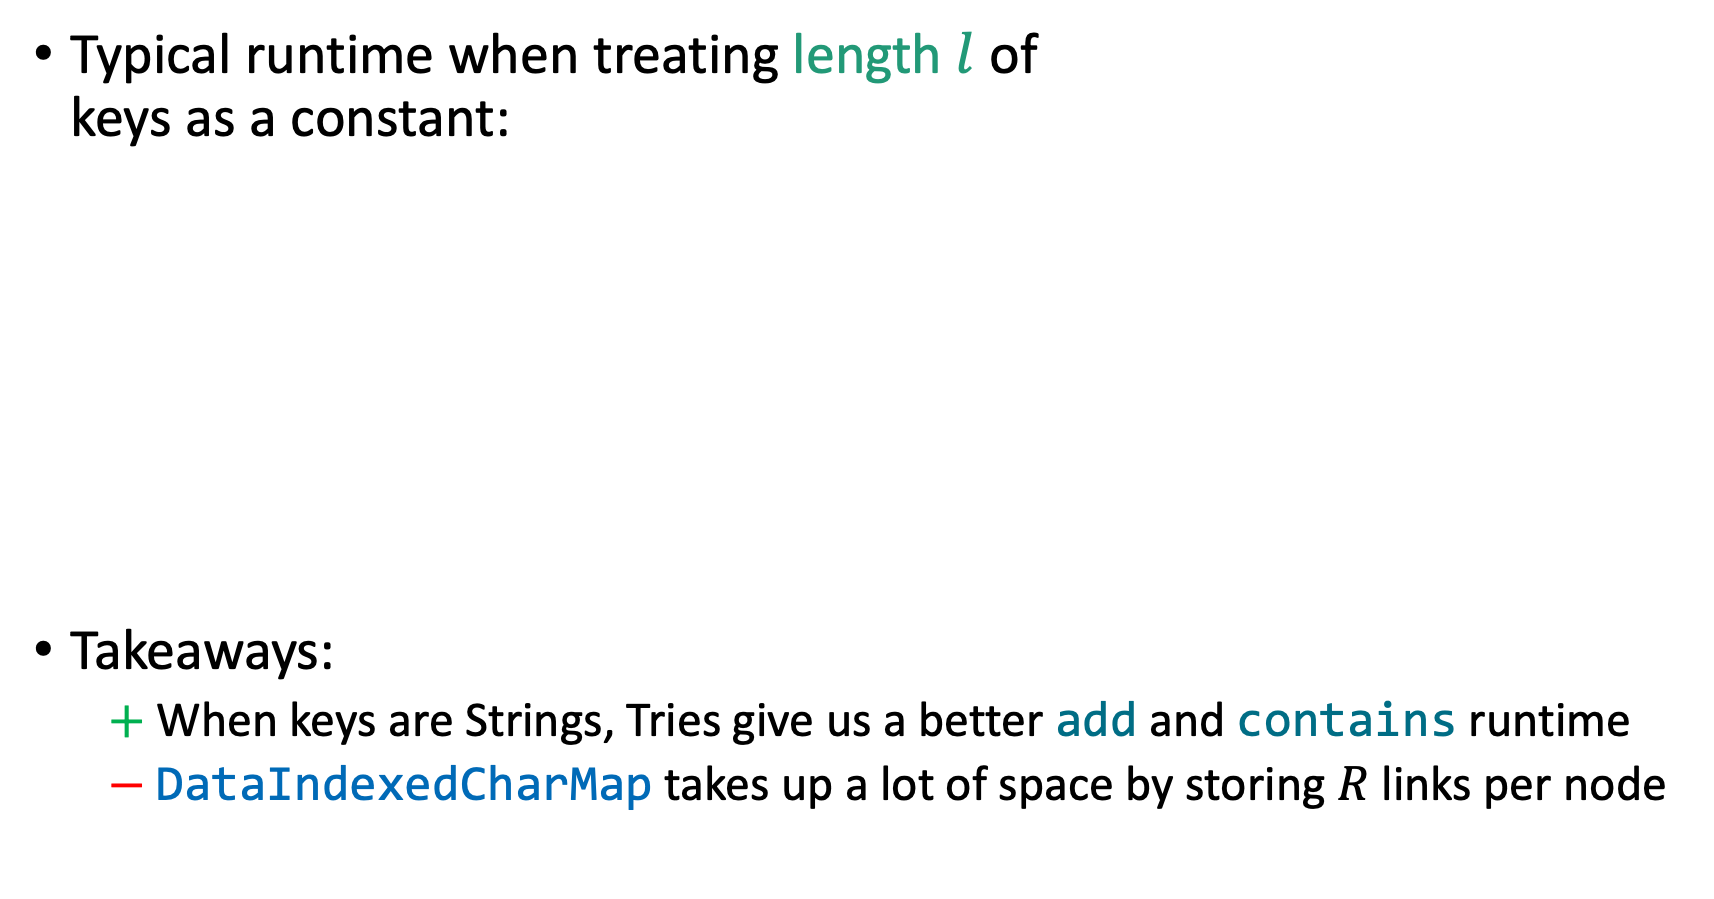 • Typical runtime when treating length l of
keys as a constant:
• Takeaways:
+ When keys are Strings, Tries give us a better add and contains runtime
− DataIndexedCharMap takes up a lot of space by storing R links per node